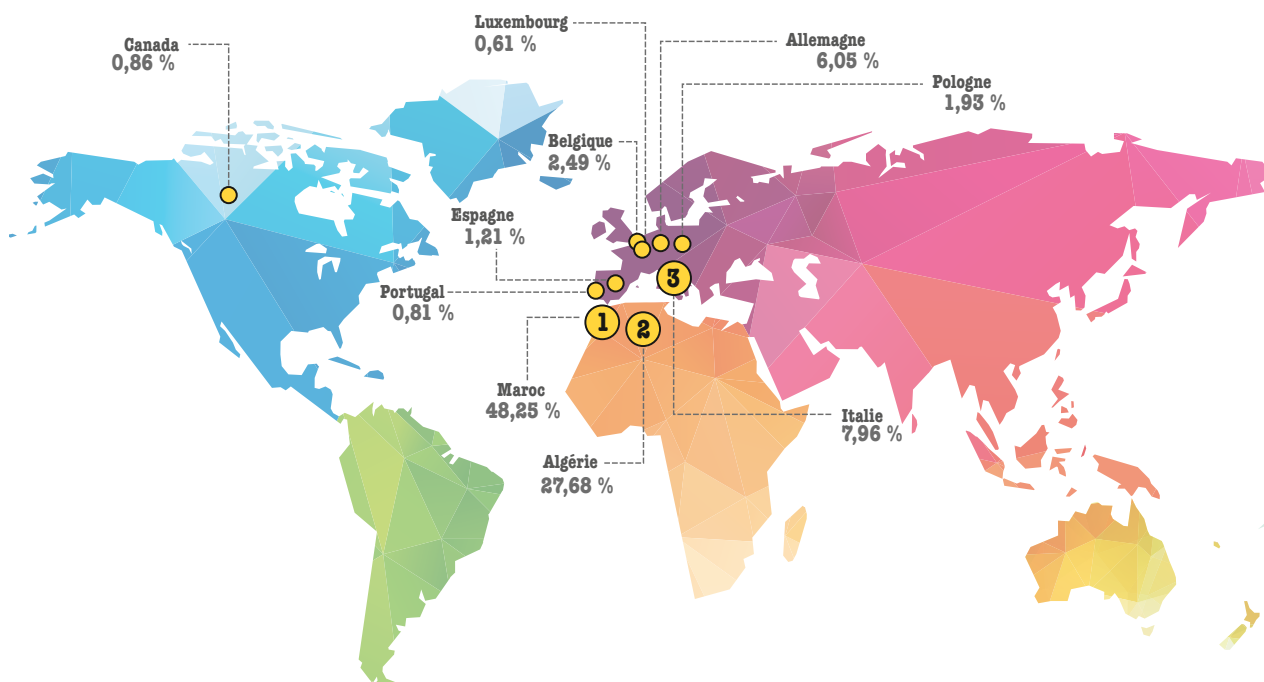 Luxembourg
0,61 %
Canada
0,86 %
Allemagne
6,05 %
Pologne
1,93 %
Belgique
2,49 %
Espagne
1,21 %
Portugal
0,81 %
3
1
2
Maroc
48,25 %
Italie
7,96 %
Algérie
27,68 %